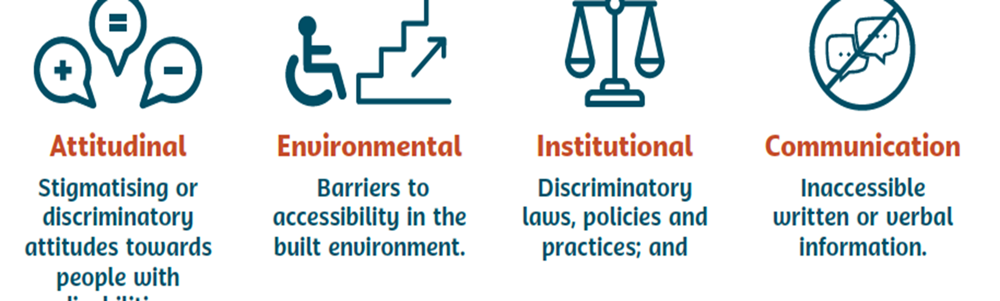 Attitudinal
Stigmatising or
discriminatory
attitudes towards
people with
Environmental
Barriers to
accessibility in the
built environment.
Institutional
Discriminatory
laws, policies and
practices; and
Communication
Inaccessible
written or verbal
information.